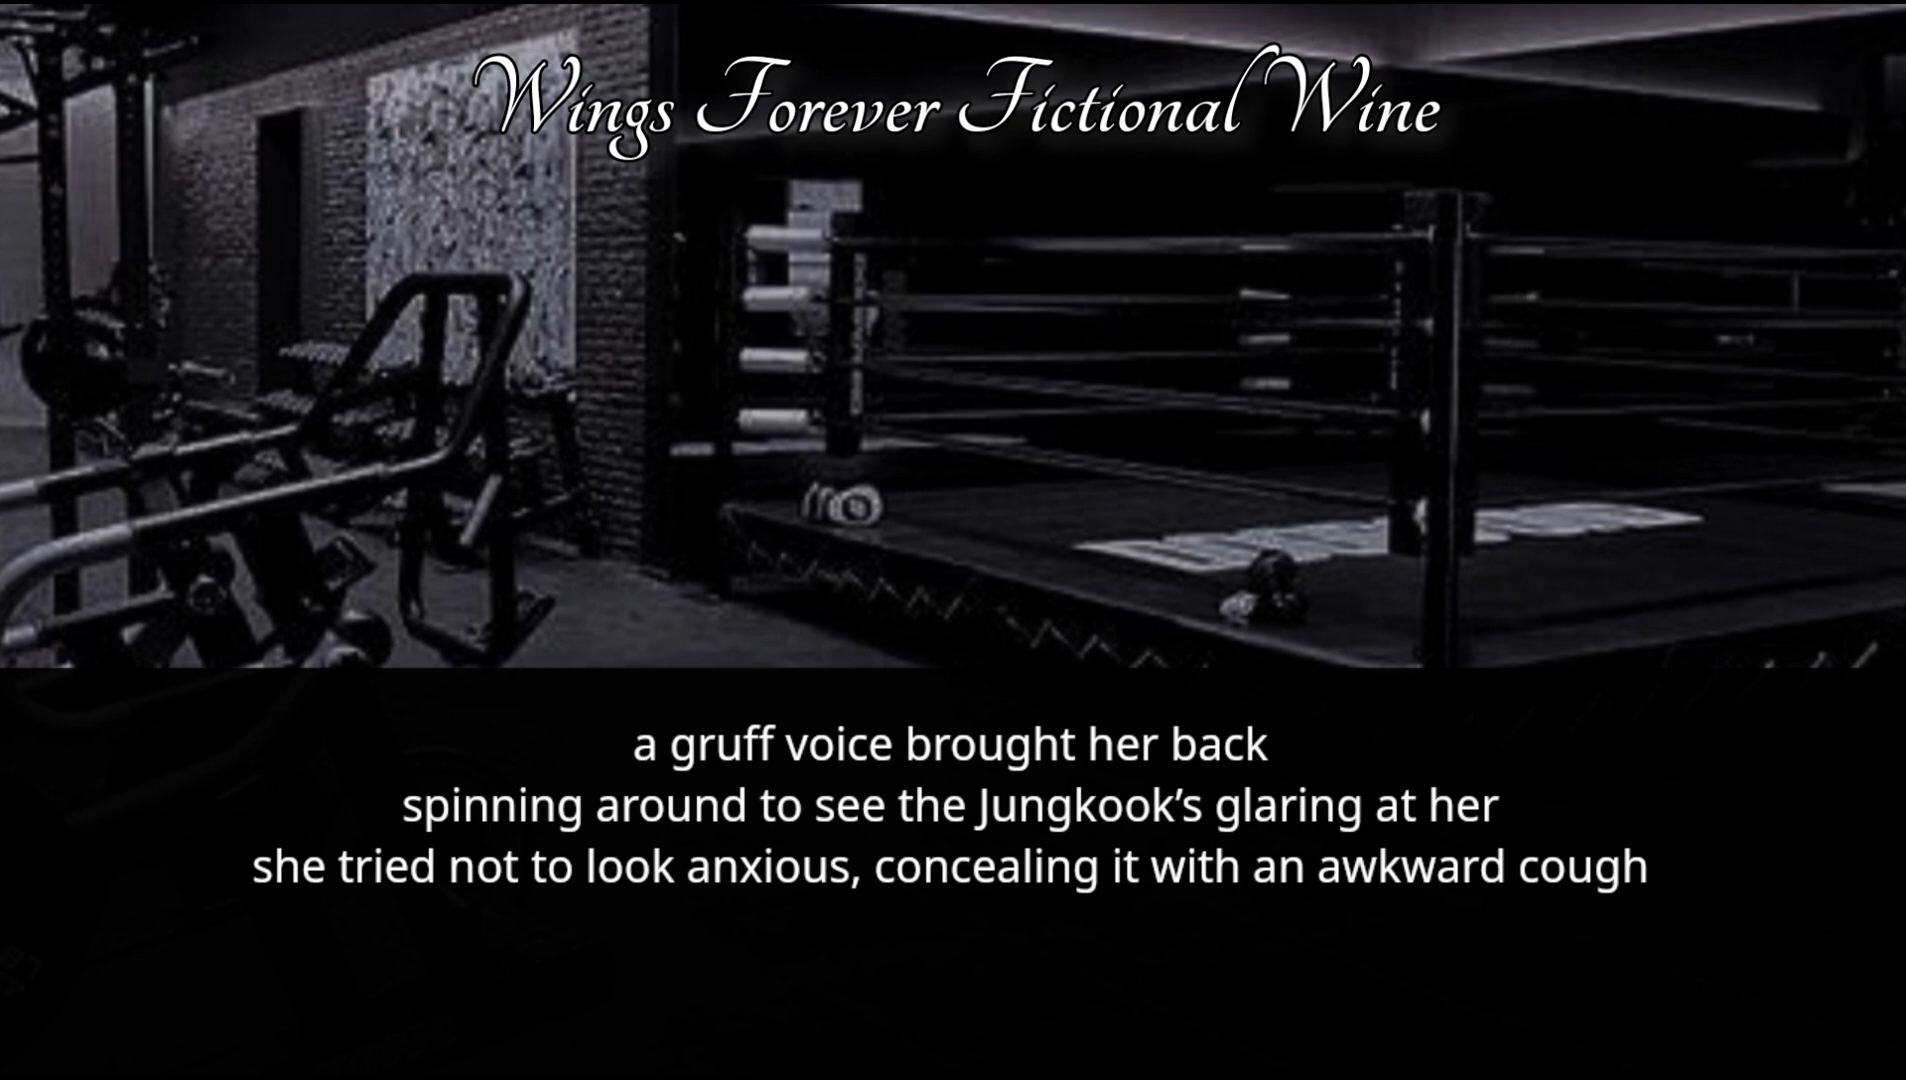 Wings Forever Fictional Wine
a gruff voice brought her back
spinning around to see the Jungkook’s glaring at her
she tried not to look anxious, concealing it with an awkward cough